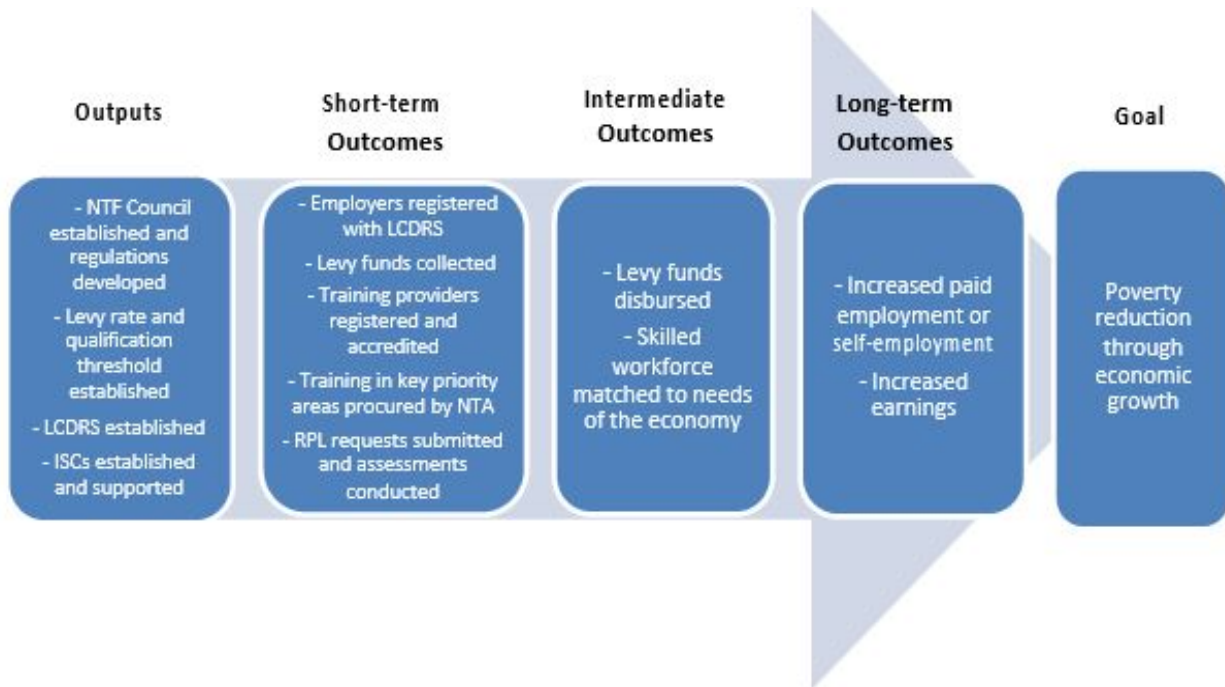 Outputs
Short-term
Outcomes
Intermediate
Outcomes
Long-term
Outcomes
Goal
- NTF Council
established and
regulations
developed
- Levy rate and
qualification
threshold
established
- LCDRS established
- ISCs established
and supported
- Employers registered
with LCDRS
- Levy funds collected
- Training providers
registered and
accredited
- Training in key priority
areas procured by NTA
- RPL requests submitted
and assessments
conducted
- Levy funds
disbursed
- Skilled
workforce
matched to needs
of the economy
- Increased paid
employment or
self-employment
- Increased
earnings
Poverty
reduction
through
economic
growth